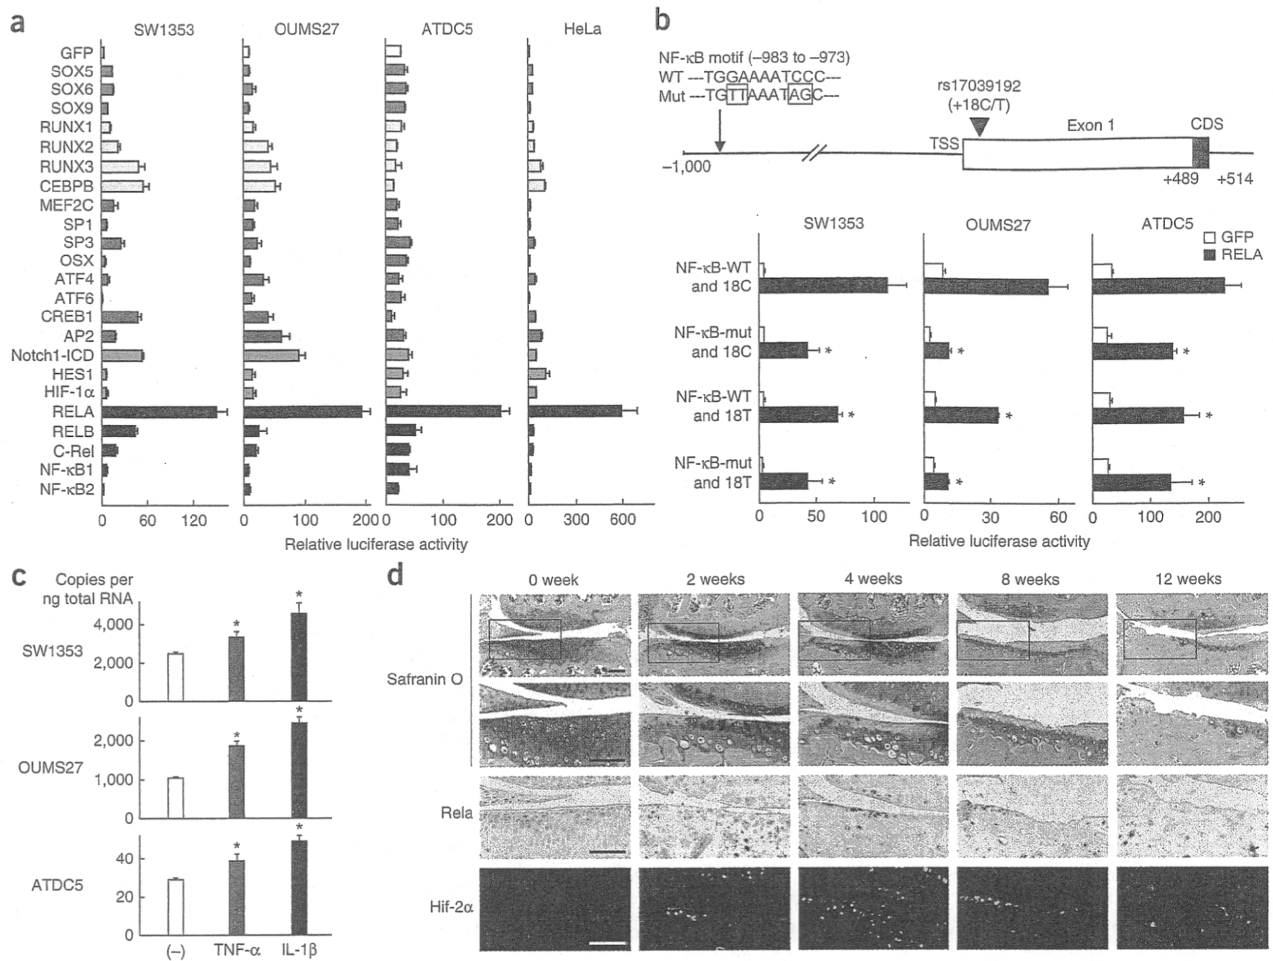 a
SW1353
OUMS27
ATDC5
HeLa
GFP
SOX5
SOX6
SOX9
RUNX1
RUNX2
RUNX3
CEBPB
MEF2C
SP1
SP3
OSX
ATF4
ATF6
CREB1
AP2
Notch1-ICD
HES1
HIF-1α
RELA
RELB
C-Rel
NF-κB1
NF-κB2
0 60 120
0 100 200
0 100 200
0 300 600
Relative luciferase activity
b
NF-κB motif (–983 to –973)
WT ---TGGAAAATCCC---
Mut ---TGTTAAATAGC---
rs17039192
(+18C/T)
TSS
Exon 1
CDS
–1,000
+489
+514
SW1353
OUMS27
ATDC5
GFP
RELA
NF-κB-WT
and 18C
NF-κB-mut
and 18C
* * *
NF-κB-WT
and 18T
* * *
NF-κB-mut
and 18T
* * *
0 50 100
0 30 60
0 100 200
Relative luciferase activity
c
Copies per
ng total RNA
SW1353
4,000
2,000
0
* *
OUMS27
2,000
1,000
0
* *
ATDC5
40
20
0
* *
(–) TNF-α IL-1β
d
0 week
2 weeks
4 weeks
8 weeks
12 weeks
Safranin O
Rela
Hif-2α